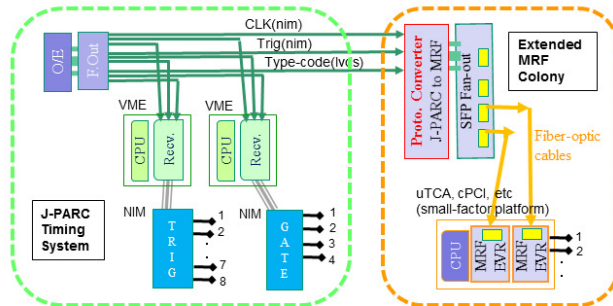 CLK(nim)
Trig(nim)
Type-code(lvds)
O/E
F.Out
VME
CPU
Recv.
VME
CPU
Recv.
J-PARC
Timing
System
NIM
TRIG
1
2
7
8
NIM
GATE
1
2
3
4
Proto. Converter
J-PARC to MRF
SFP Fan-out
Extended
MRF
Colony
Fiber-optic
cables
uTCA, cPCI, etc
(small-factor platform)
CPU
MRF
EVR
MRF
EVR
1
2